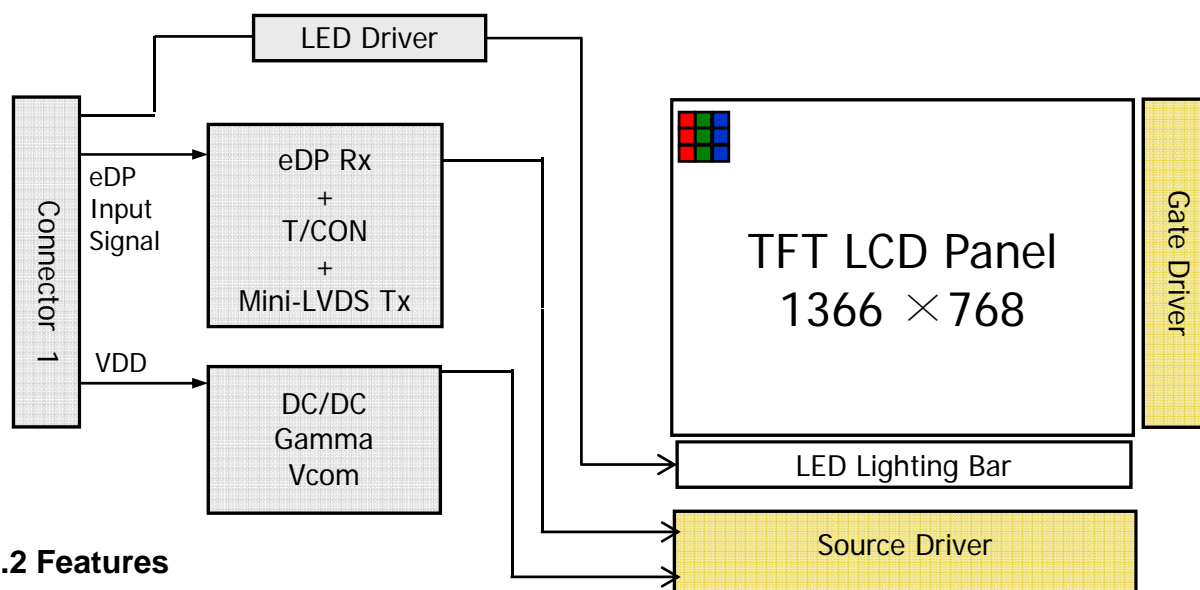 LED Driver
Connector 1
eDP
Input
Signal
eDP Rx
+
T/CON
+
Mini-LVDS Tx
VDD
DC/DC
Gamma
Vcom
TFT LCD Panel
1366 ×768
Gate Driver
LED Lighting Bar
Source Driver
.2 Features